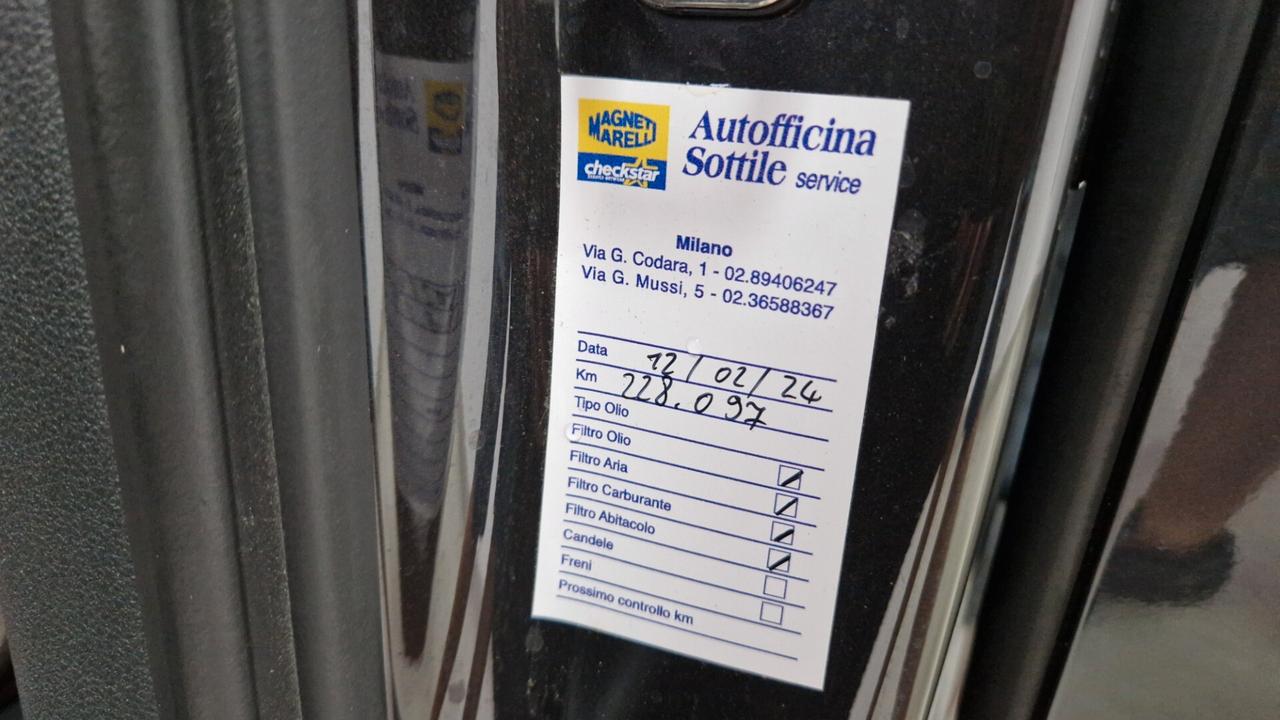 MAGNETI
MARELLI
checkstar
Autofficina
Sottile service
Milano
Via G. Codara, 1 - 02.89406247
Via G. Mussi, 5 - 02.36588367
Data 12/02/24
Km 228.097
Tipo Olio
Filtro Olio
Filtro Aria
Filtro Carburante
Filtro Abitacolo
Candele
Freni
Prossimo controllo km